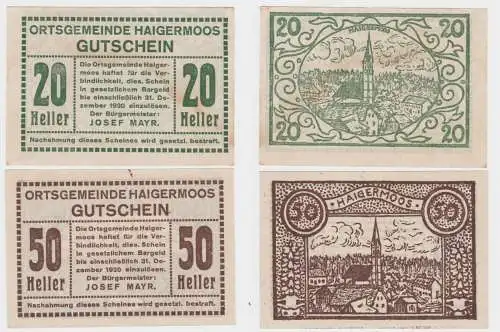 ORTSGEMEINDE HAIGERMOOS
GUTSCHEIN
20
Heller
Die Ortsgemeinde Haiger-
moos haftet für die Ver-
bindlichkeit, dies. Schein
in gesetzlichem Bargeld
bis einschließlich 31. De-
zember 1920 einzulösen.
Der Bürgermeister:
JOSEF MAYR.
20
Heller
Nachahmung dieses Scheines wird gesetzl. bestraft.
20
HAIGERMOOS
20
20
20
ORTSGEMEINDE HAIGERMOOS
GUTSCHEIN
50
Heller
Die Ortsgemeinde Haiger-
moos haftet für die Ver-
bindlichkeit, dies. Schein
in gesetzlichem Bargeld
bis einschließlich 31. De-
zember 1920 einzulösen.
Der Bürgermeister:
JOSEF MAYR.
50
Heller
Nachahmung dieses Scheines wird gesetzl. bestraft.
50
HAIGERMOOS
50